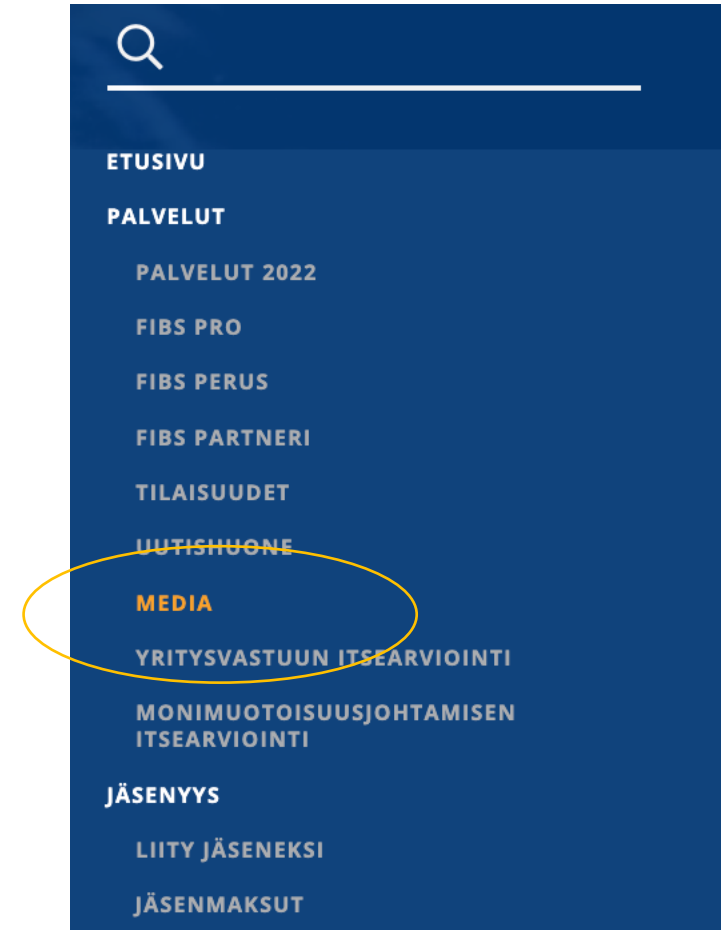 ETUSIVU
PALVELUT
PALVELUT 2022
FIBS PRO
FIBS PERUS
FIBS PARTNERI
TILAISUUDET
UUTISHUONE
MEDIA
YRITYSVASTUUN ITSEARVIOINTI
MONIMUOTOISUUSJOHTAMISEN
ITSEARVIOINTI
JÄSENYYS
LIITY JÄSENEKSI
JÄSENMAKSUT